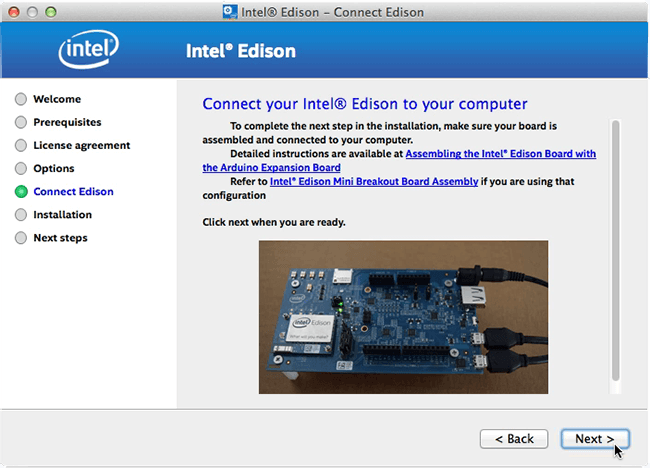 Intel® Edison – Connect Edison
intel
Intel® Edison
Welcome
Prerequisites
License agreement
Options
Connect Edison
Installation
Next steps
Connect your Intel® Edison to your computer
To complete the next step in the installation, make sure your board is
assembled and connected to your computer.
Detailed instructions are available at Assembling the Intel® Edison Board with
the Arduino Expansion Board
Refer to Intel® Edison Mini Breakout Board Assembly if you are using that
configuration
Click next when you are ready.
intel Edison
What will you make?
< Back
Next >